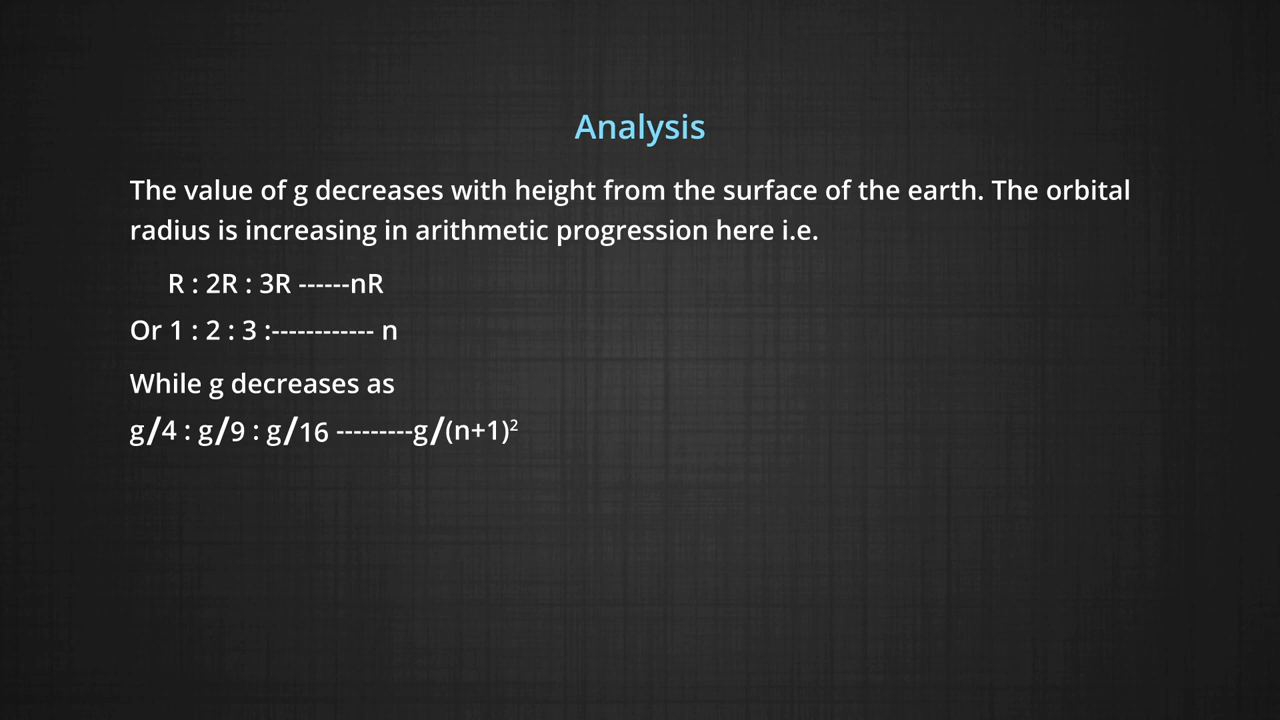 Analysis
The value of g decreases with height from the surface of the earth. The orbital
radius is increasing in arithmetic progression here i.e.
R : 2R : 3R ------nR
Or 1 : 2 : 3 :------------ n
While g decreases as
g/4 : g/9 : g/16 ---------g/(n+1)²